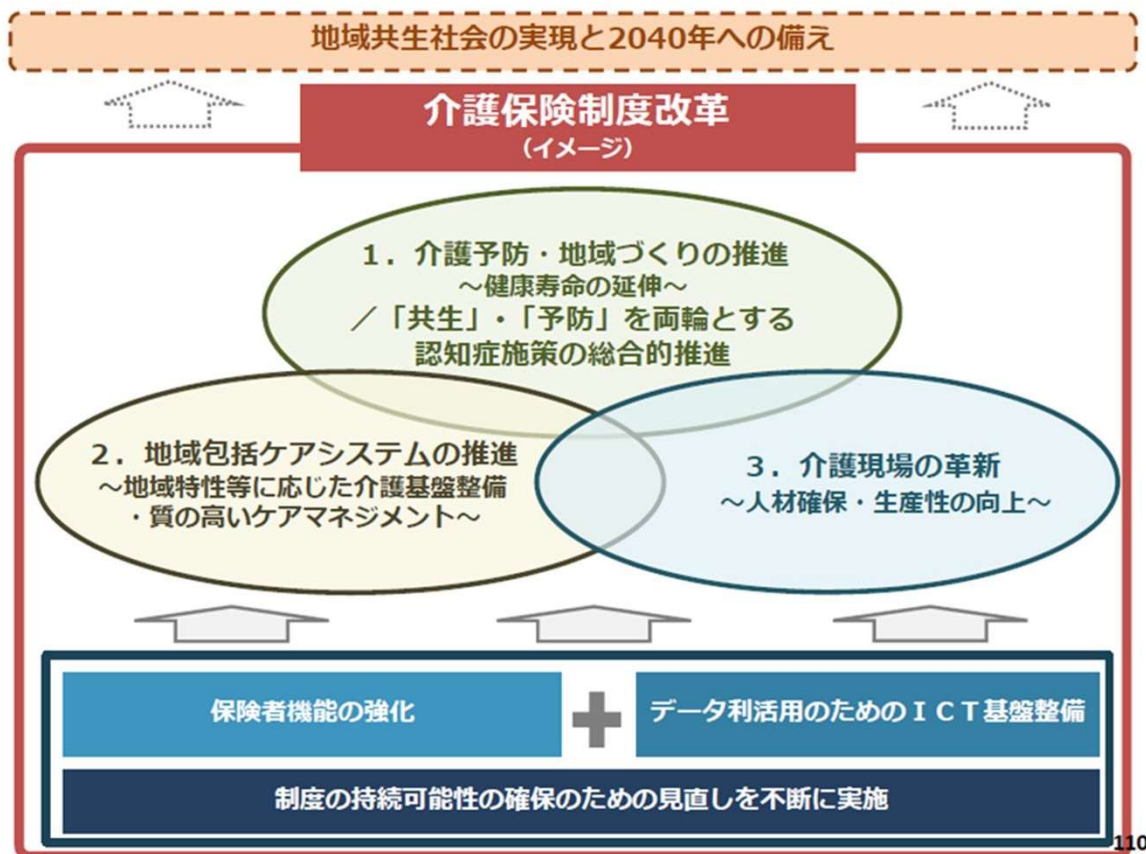 地域共生社会の実現と2040年への備え
介護保険制度改革
(イメージ)
1．介護予防・地域づくりの推進
～健康寿命の延伸～
／「共生」・「予防」を両輪とする
認知症施策の総合的推進
2．地域包括ケアシステムの推進
～地域特性等に応じた介護基盤整備
・質の高いケアマネジメント～
3．介護現場の革新
～人材確保・生産性の向上～
保険者機能の強化
データ利活用のためのＩＣＴ基盤整備
制度の持続可能性の確保のための見直しを不断に実施
110